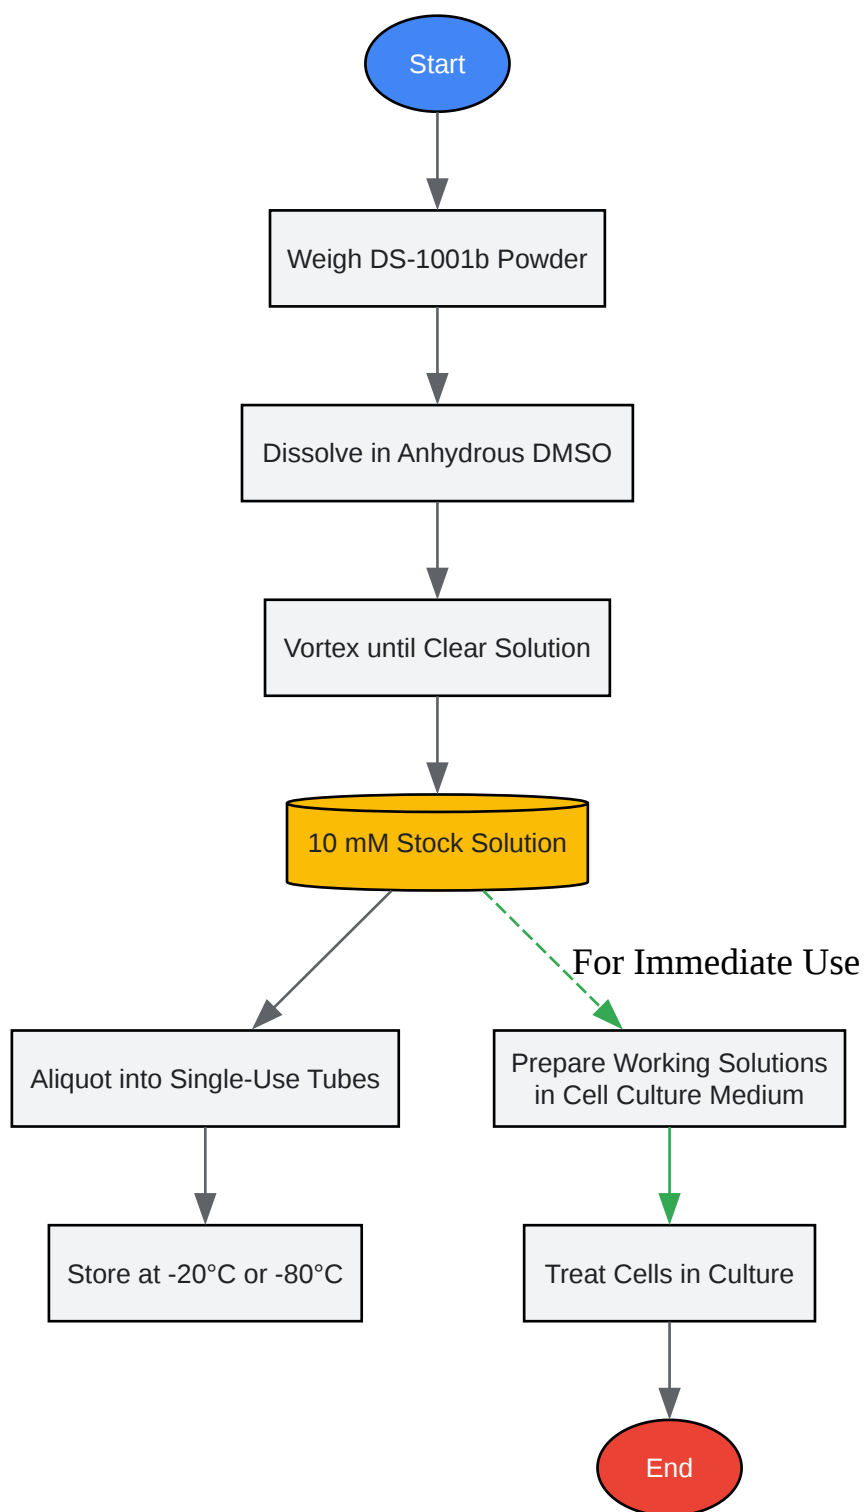 Start
Weigh DS-1001b Powder
Dissolve in Anhydrous DMSO
Vortex until Clear Solution
10 mM Stock Solution
For Immediate Use
Aliquot into Single-Use Tubes
Prepare Working Solutions
in Cell Culture Medium
Store at -20°C or -80°C
Treat Cells in Culture
End